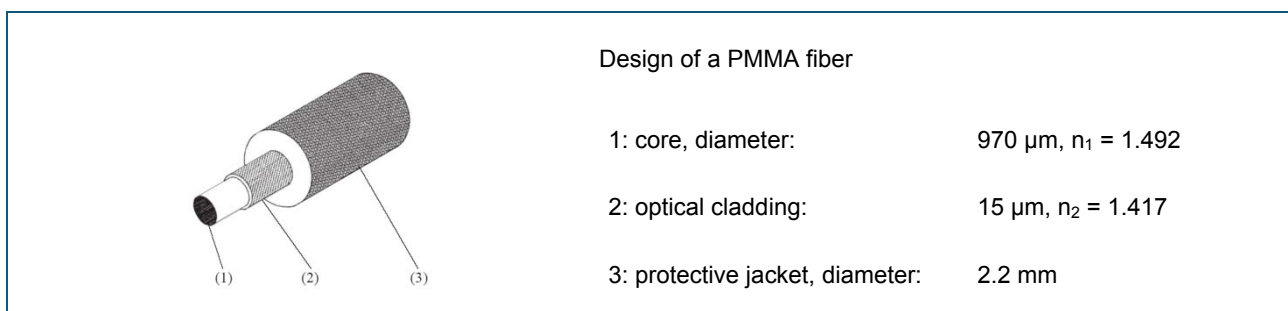 Design of a PMMA fiber
1: core, diameter: 970 µm, n₁ = 1.492
2: optical cladding: 15 µm, n₂ = 1.417
3: protective jacket, diameter: 2.2 mm
(1) (2) (3)